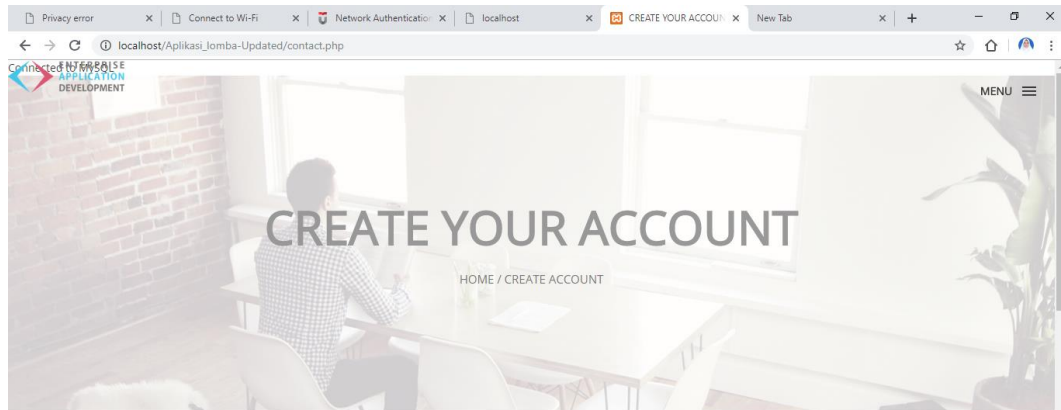 Privacy error
Connect to Wi-Fi
Network Authentication
localhost
CREATE YOUR ACCOUN
New Tab
localhost/Aplikasi_lomba-Updated/contact.php
Connected to MySQL
ENTERPRISE
APPLICATION
DEVELOPMENT
MENU
CREATE YOUR ACCOUNT
HOME / CREATE ACCOUNT